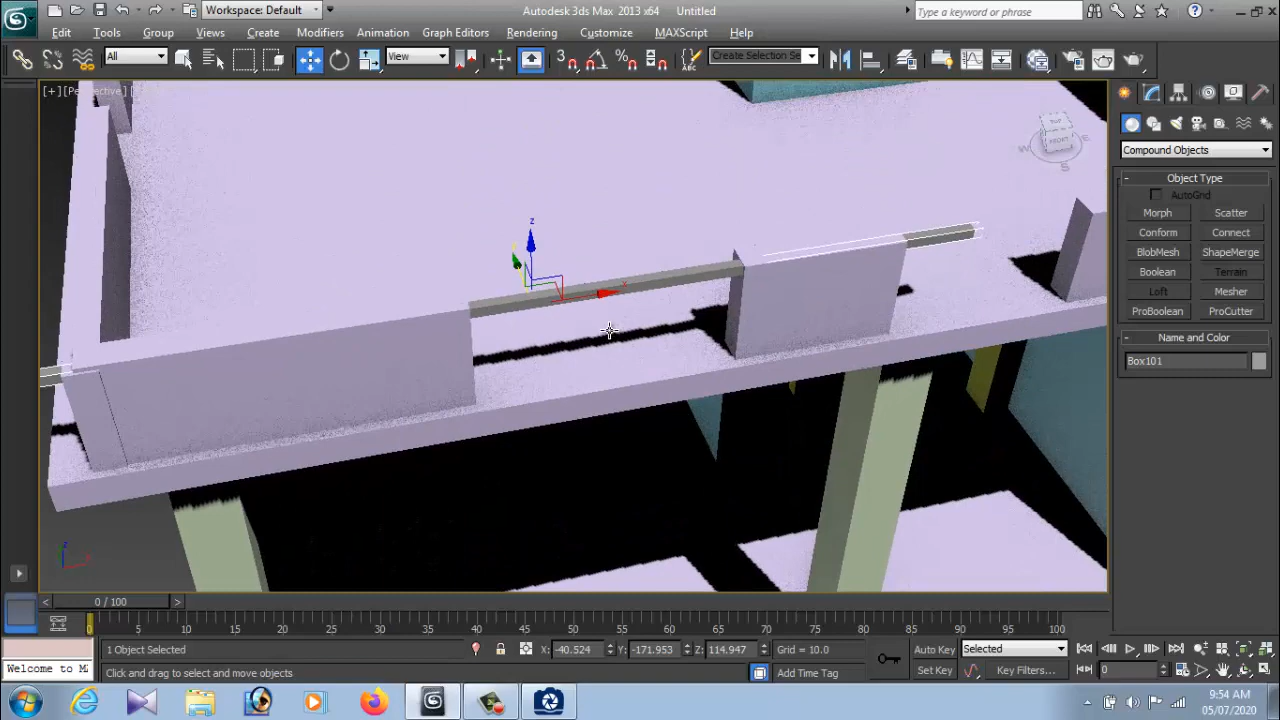 Workspace: Default
Autodesk 3ds Max 2013 x64 Untitled
Type a keyword or phrase
Edit Tools Group Views Create Modifiers Animation Graph Editors Rendering Customize MAXScript Help
All View Create Selection Se
[+][Perspective]
TOP FRONT W E S
z x
z
Compound Objects
- Object Type
AutoGrid
Morph Scatter
Conform Connect
BlobMesh ShapeMerge
Boolean Terrain
Loft Mesher
ProBoolean ProCutter
- Name and Color
Box101
< 0 / 100 >
0 5 10 15 20 25 30 35 40 45 50 55 60 65 70 75 80 85 90 95 100
1 Object Selected X: -40.524 Y: -171.953 Z: 114.947 Grid = 10.0 Auto Key Selected
Welcome to M Click and drag to select and move objects Add Time Tag Set Key Key Filters... 0
9:54 AM
05/07/2020